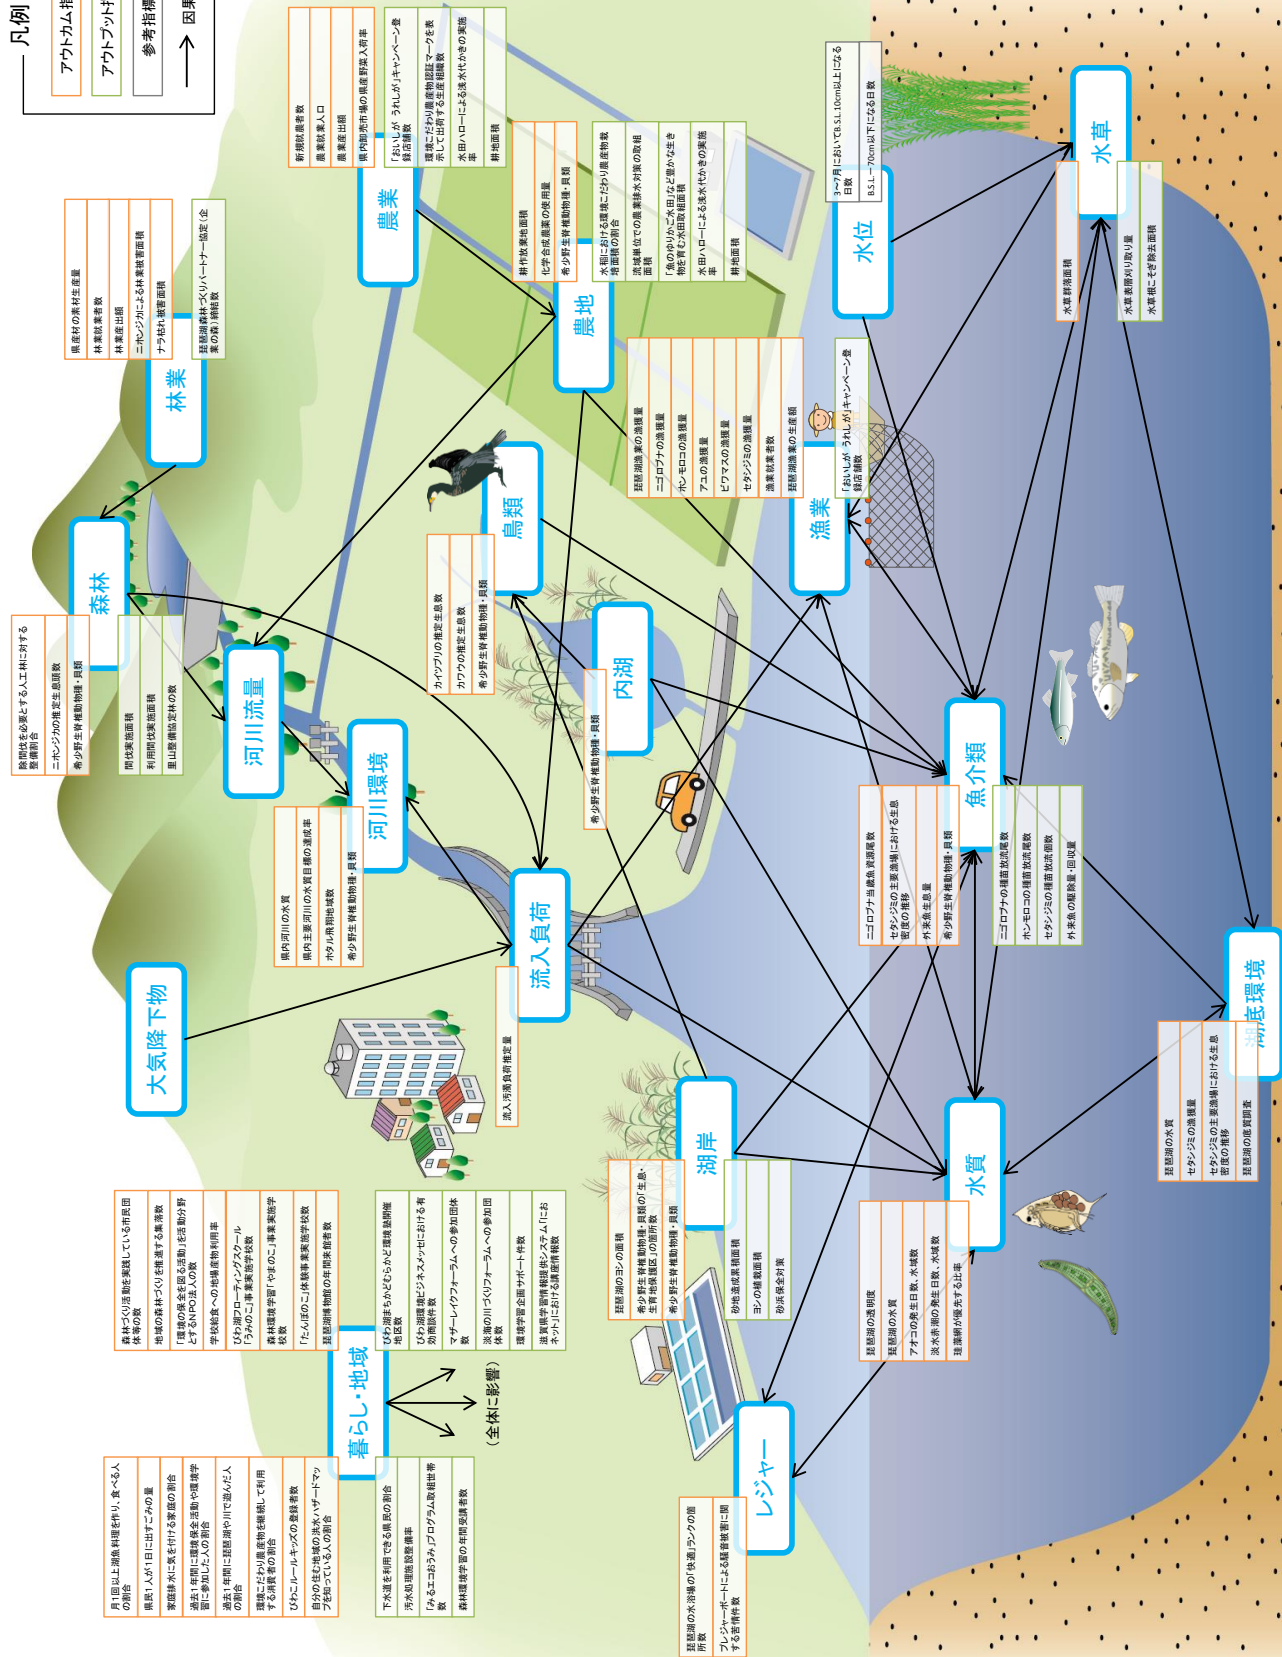 凡例
アウトカム指
アウトプット指
参考指標
因果
大気降下物
森林
除間伐を必要とする人工林に対する
整備割合
ニホンジカの推定生息頭数
希少野生脊椎動物種・貝類
間伐実施面積
利用間伐実施面積
里山整備協定林の数
林業
県産材の素材生産量
林業就業者数
林業産出額
ニホンジカによる林業被害面積
ナラ枯れ被害面積
琵琶湖森林づくりパートナー協定(企
業の森)締結数
農業
新規就農者数
農業就業人口
農業産出額
県内卸売市場の県産野菜入荷率
「おいしが うれしが」キャンペーン登
録店舗数
環境こだわり農産物認証マークを表
示して出荷する生産組織数
水田ハローによる浅水代かきの実施
率
耕地面積
河川流量
河川環境
県内河川の水質
県内主要河川の水質目標の達成率
ホタル飛翔地域数
希少野生脊椎動物種・貝類
農地
耕作放棄地面積
化学合成農薬の使用量
希少野生脊椎動物種・貝類
水稲における環境こだわり農産物栽
培面積の割合
流域単位での農業排水対策の取組
面積
「魚のゆりかご水田」など豊かな生き
物を育む水田取組面積
水田ハローによる浅水代かきの実施
率
耕地面積
鳥類
カイツブリの推定生息数
カワウの推定生息数
希少野生脊椎動物種・貝類
流入負荷
流入汚濁負荷推定量
内湖
希少野生脊椎動物種・貝類
暮らし・地域
月1回以上湖魚料理を作り、食べる人
の割合
県民1人が1日に出すごみの量
家庭排水に気を付ける家庭の割合
過去1年間に環境保全活動や環境学
習に参加した人の割合
過去1年間に琵琶湖や川で遊んだ人
の割合
環境こだわり農産物を継続して利用
する消費者の割合
びわこルールキッズの登録者数
自分の住む地域の洪水ハザードマッ
プを知っている人の割合
森林づくり活動を実践している市民団
体等の数
地域の森林づくりを推進する集落数
「環境の保全を図る活動」を活動分野
とするNPO法人の数
学校給食への地場産物利用率
びわ湖フローティングスクール
「うみのこ」事業実施学校数
森林環境学習「やまのこ」事業実施学
校数
「たんぼのこ」体験事業実施学校数
琵琶湖博物館の年間来館者数
下水道を利用できる県民の割合
汚水処理施設整備率
「みるエコおうみ」プログラム取組世帯
数
森林環境学習の年間受講者数
びわ湖まちかどむらかど環境塾開催
地区数
びわ湖環境ビジネスメッセにおける有
効商談件数
マザーレイクフォーラムへの参加団体
数
淡海の川づくりフォーラムへの参加団
体数
環境学習企画サポート件数
滋賀県学習情報提供システム「にお
ネット」における講座情報数
(全体に影響)
湖岸
琵琶湖のヨシの面積
希少野生脊椎動物種・貝類の「生息・
生育地保護区」の箇所数
希少野生脊椎動物種・貝類
砂地造成累積面積
ヨシの植栽面積
砂浜保全対策
漁業
琵琶湖漁業の漁獲量
ニゴロブナの漁獲量
ホンモロコの漁獲量
アユの漁獲量
ビワマスの漁獲量
セタシジミの漁獲量
漁業就業者数
琵琶湖漁業の生産額
「おいしが うれしが」キャンペーン登
録店舗数
水位
3~7月においてB.S.L.10cm以上になる
日数
B.S.L.-70cm以下になる日数
レジャー
琵琶湖の水浴場の「快適」ランクの箇
所数
プレジャーボートによる騒音被害に関
する苦情件数
水質
琵琶湖の透明度
琵琶湖の水質
アオコの発生日数、水域数
淡水赤潮の発生日数、水域数
珪藻綱が優先する比率
魚介類
ニゴロブナ当歳魚資源尾数
セタシジミの主要漁場における生息
密度の推移
外来魚生息量
希少野生脊椎動物種・貝類
ニゴロブナの種苗放流尾数
ホンモロコの種苗放流尾数
セタシジミの種苗放流個数
外来魚の駆除量・回収量
水草
水草群落面積
水草表層刈り取り量
水草根こそぎ除去面積
湖底環境
琵琶湖の水質
セタシジミの漁獲量
セタシジミの主要漁場における生息
密度の推移
琵琶湖の底質調査